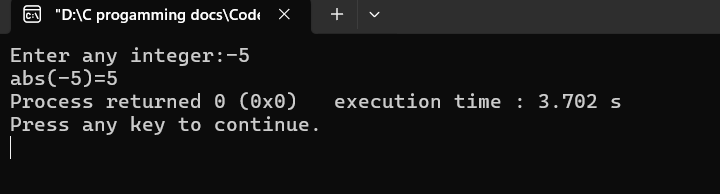 "D:\C progamming docs\Code
Enter any integer:-5
abs(-5)=5
Process returned 0 (0x0)   execution time : 3.702 s
Press any key to continue.